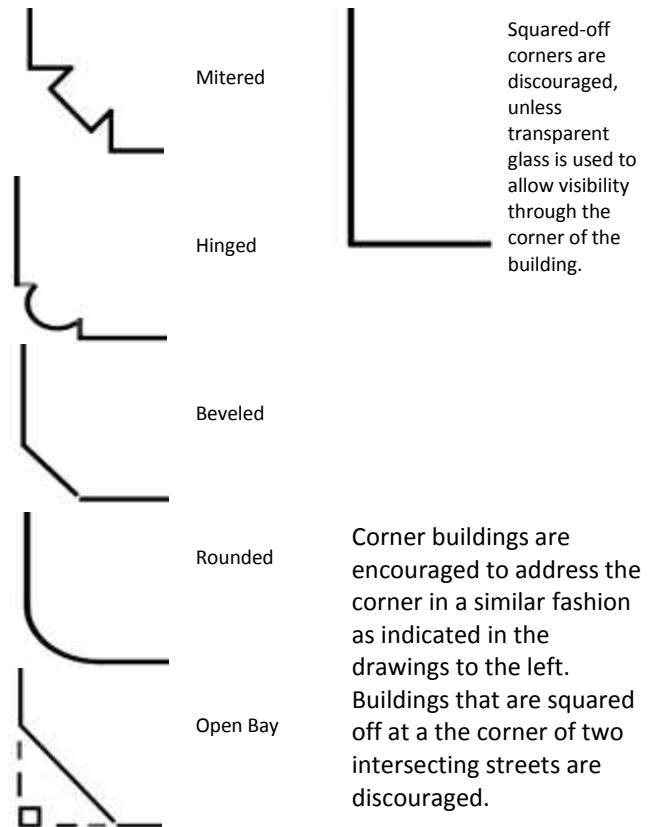 Mitered
Hinged
Beveled
Rounded
Open Bay
Squared-off
corners are
discouraged,
unless
transparent
glass is used to
allow visibility
through the
corner of the
building.
Corner buildings are
encouraged to address the
corner in a similar fashion
as indicated in the
drawings to the left.
Buildings that are squared
off at a the corner of two
intersecting streets are
discouraged.